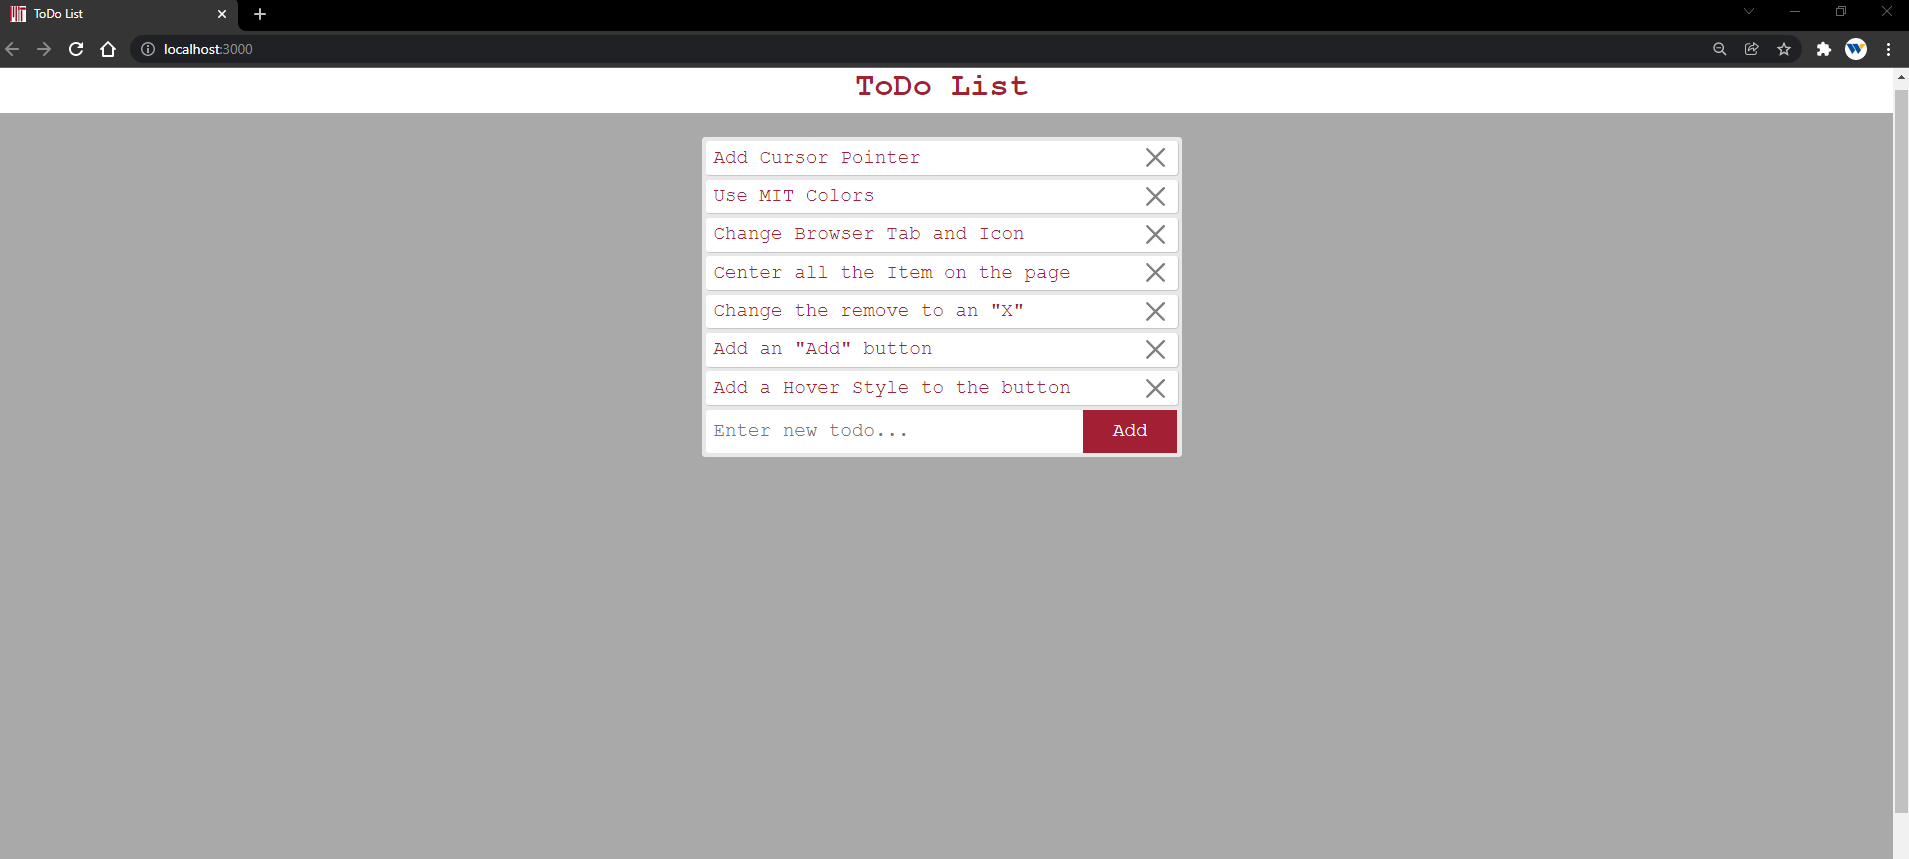 ToDo List
localhost:3000
ToDo List
Add Cursor Pointer
Use MIT Colors
Change Browser Tab and Icon
Center all the Item on the page
Change the remove to an "X"
Add an "Add" button
Add a Hover Style to the button
Enter new todo... Add